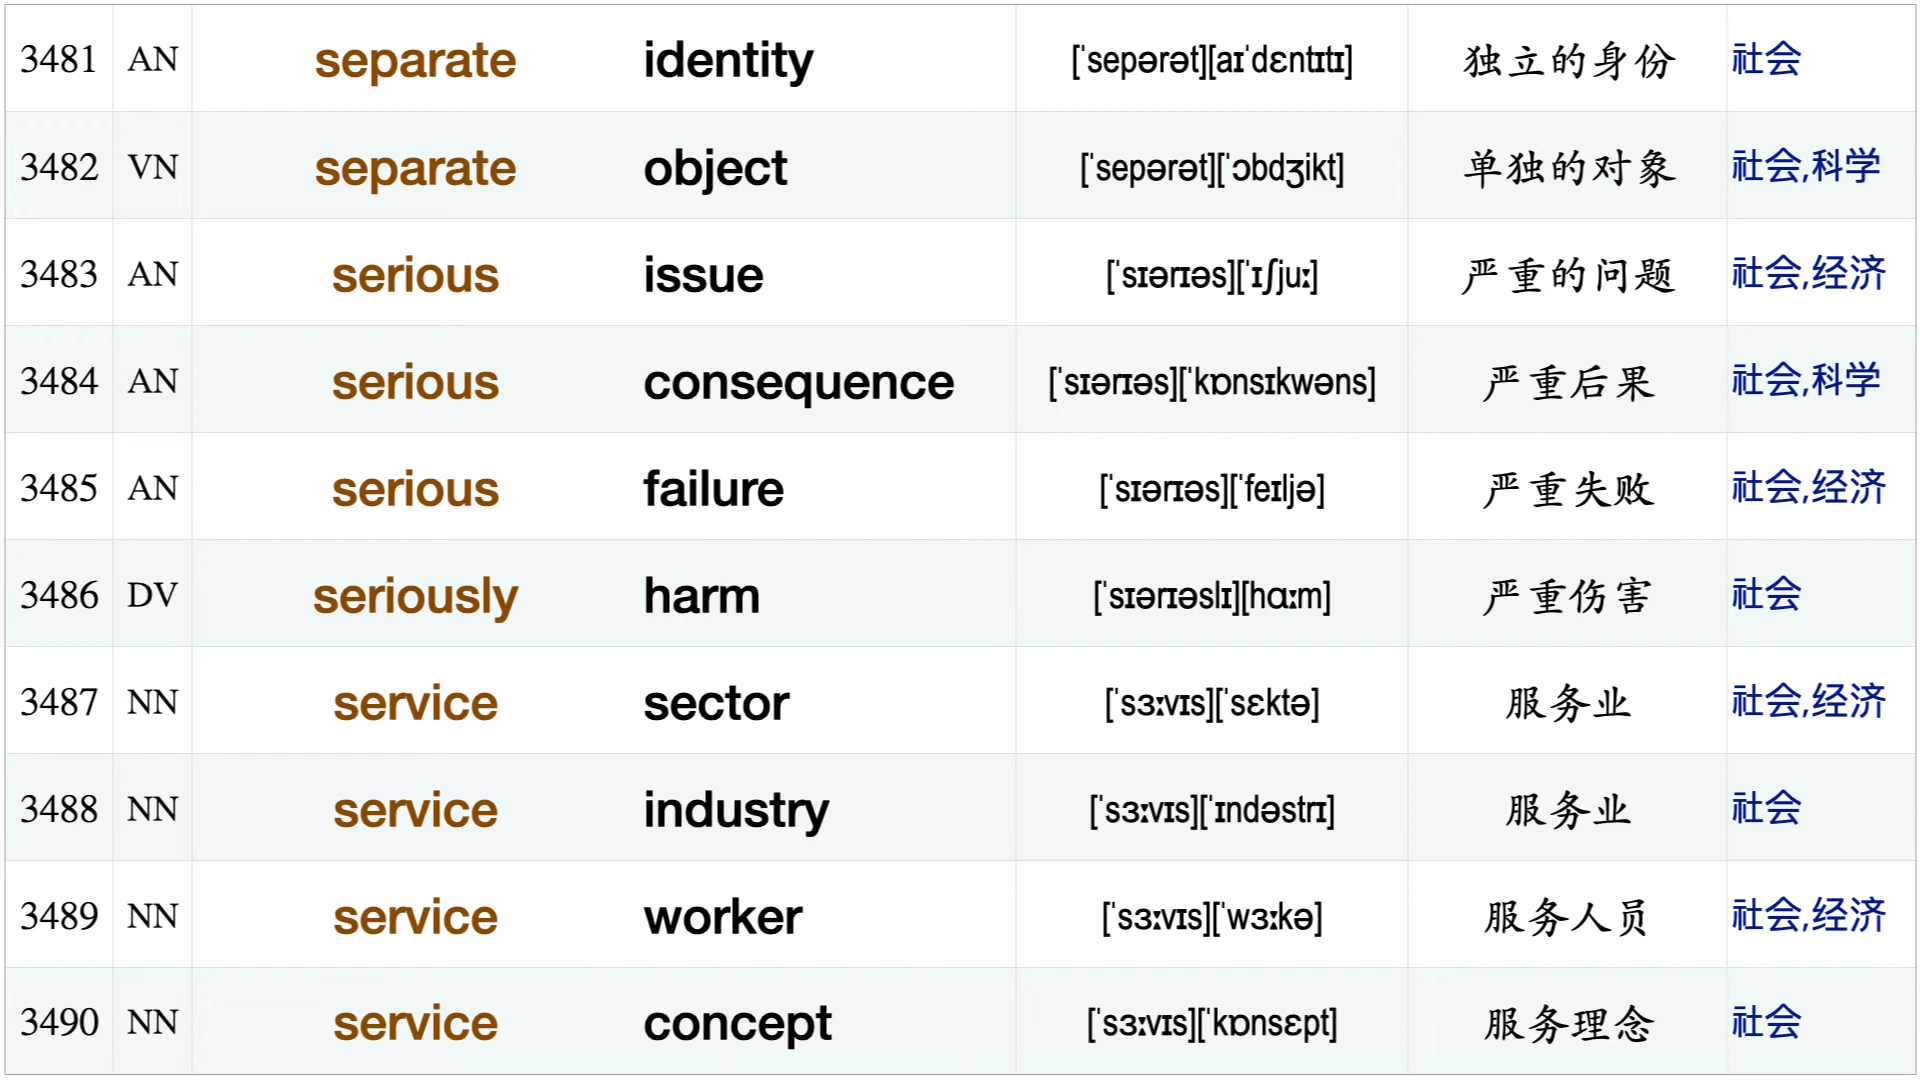 3481 AN separate identity [ˈsepərət][aɪˈdɛntɪtɪ] 独立的身份 社会
3482 VN separate object [ˈsepərət][ˈɔbdʒikt] 单独的对象 社会,科学
3483 AN serious issue [ˈsɪərɪəs][ˈɪʃjuː] 严重的问题 社会,经济
3484 AN serious consequence [ˈsɪərɪəs][ˈkɒnsɪkwəns] 严重后果 社会,科学
3485 AN serious failure [ˈsɪərɪəs][ˈfeɪljə] 严重失败 社会,经济
3486 DV seriously harm [ˈsɪərɪəslɪ][hɑːm] 严重伤害 社会
3487 NN service sector [ˈsɜːvɪs][ˈsɛktə] 服务业 社会,经济
3488 NN service industry [ˈsɜːvɪs][ˈɪndəstrɪ] 服务业 社会
3489 NN service worker [ˈsɜːvɪs][ˈwɜːkə] 服务人员 社会,经济
3490 NN service concept [ˈsɜːvɪs][ˈkɒnsɛpt] 服务理念 社会